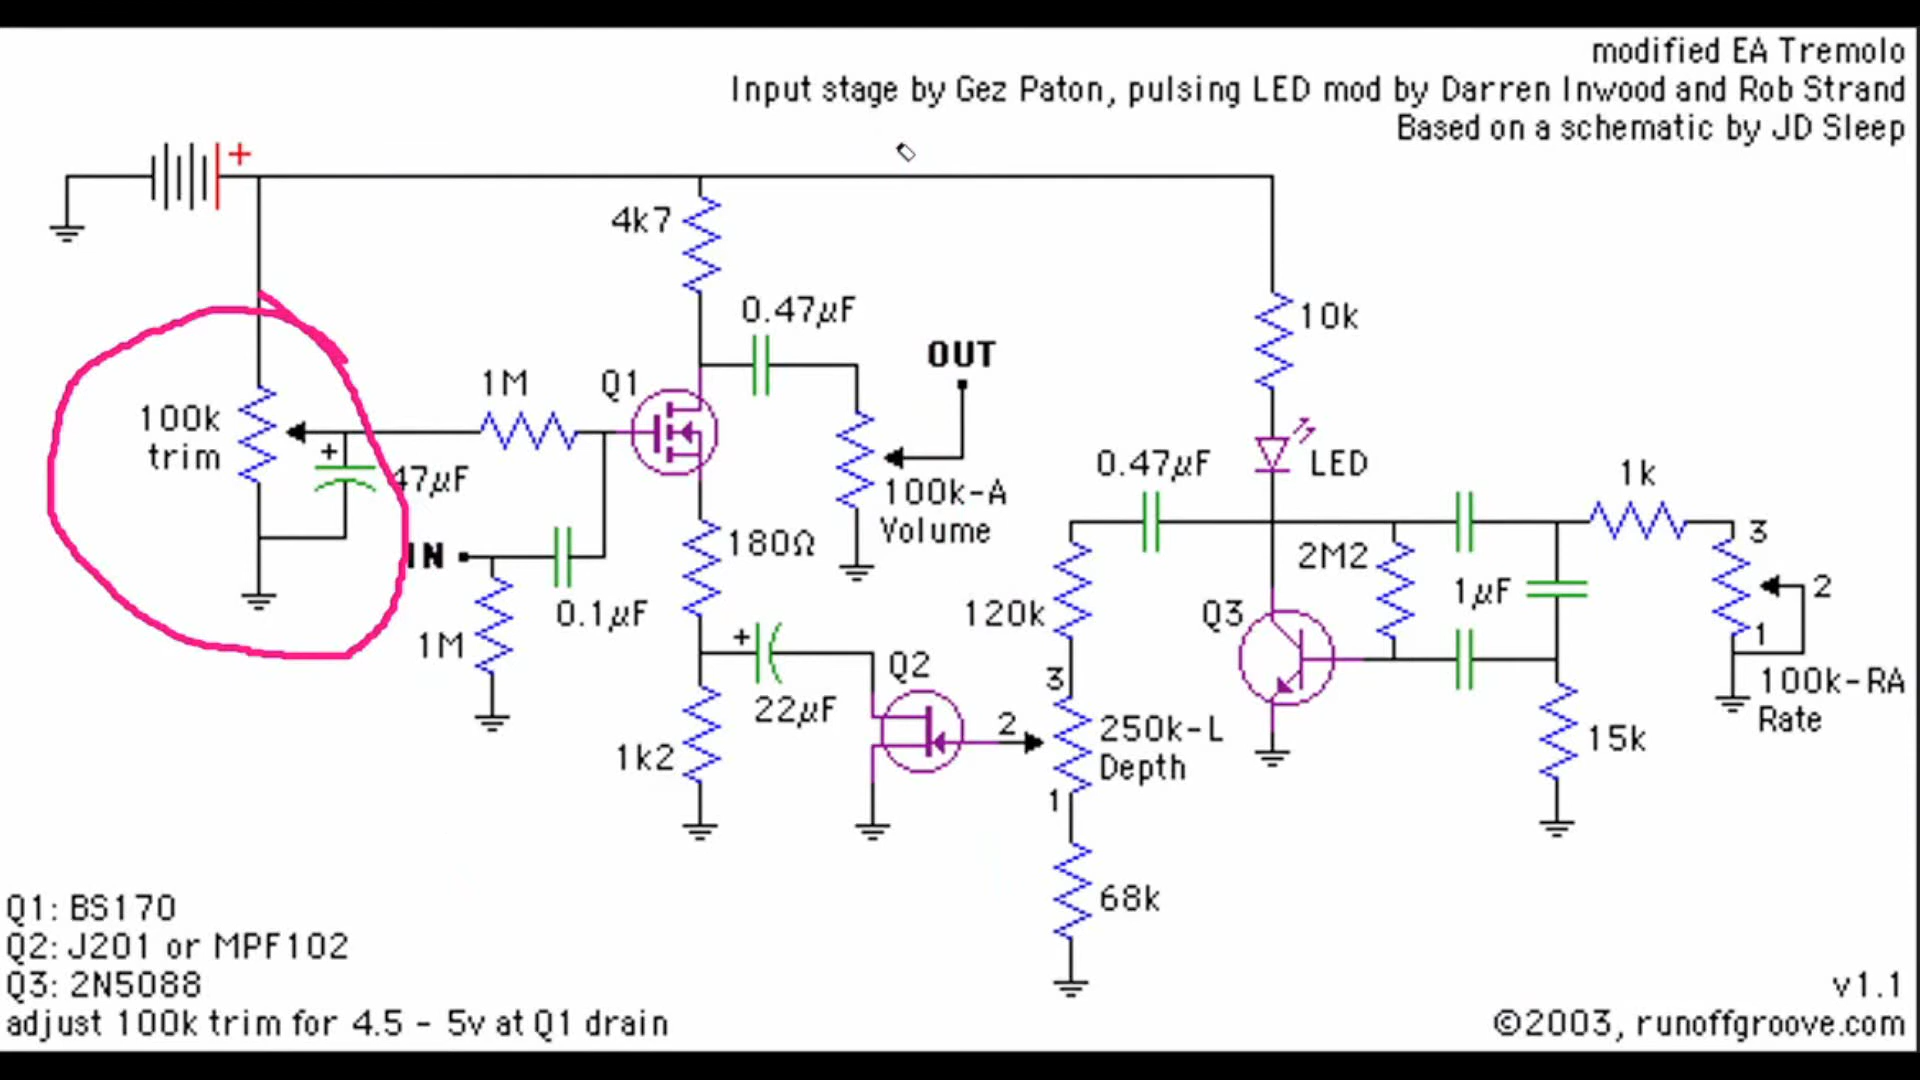 modified EA Tremolo
Input stage by Gez Paton, pulsing LED mod by Darren Inwood and Rob Strand
Based on a schematic by JD Sleep
+
4k7
0.47µF
OUT
10k
1M
Q1
100k
trim
+
47µF
100k-A
Volume
0.47µF
LED
1k
3
IN
0.1µF
180Ω
2M2
1µF
2
120k
Q3
1M
1
100k-RA
Rate
+
22µF
Q2
3
2
250k-L
Depth
15k
1k2
1
68k
Q1: BS170
Q2: J201 or MPF102
Q3: 2N5088
adjust 100k trim for 4.5 - 5v at Q1 drain
v1.1
©2003, runoffgroove.com